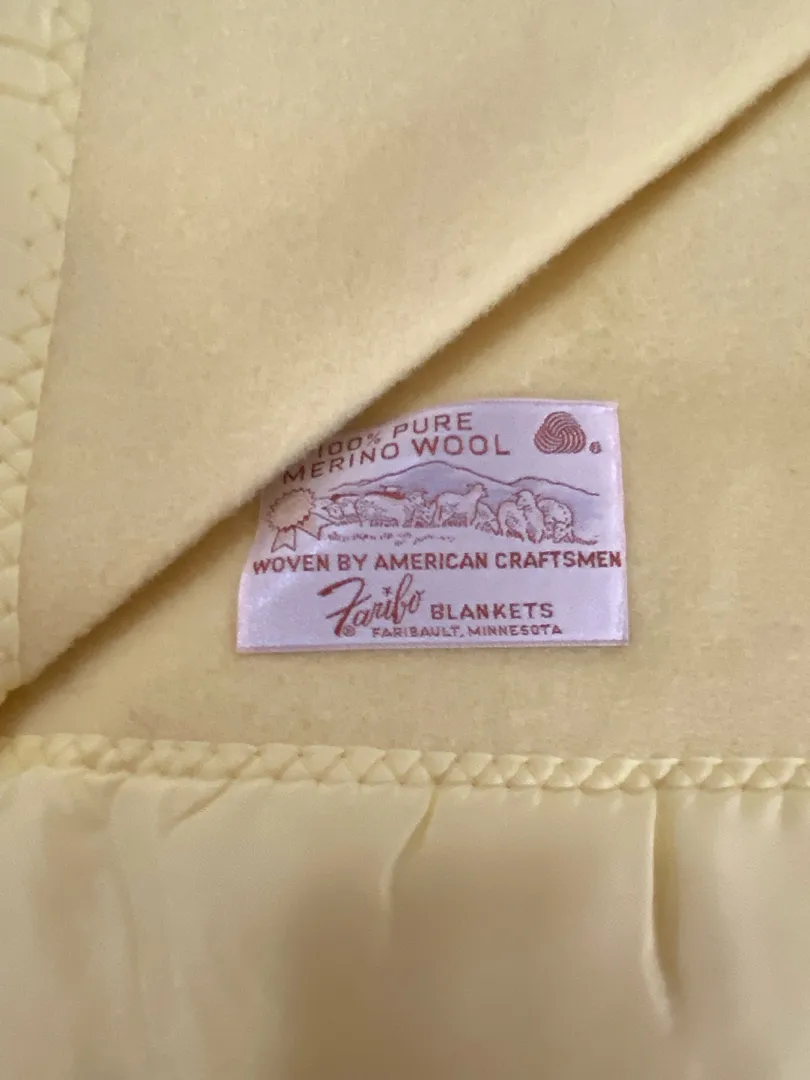 100% PURE
MERINO WOOL
WOVEN BY AMERICAN CRAFTSMEN
Faribo BLANKETS
®
FARIBAULT, MINNESOTA